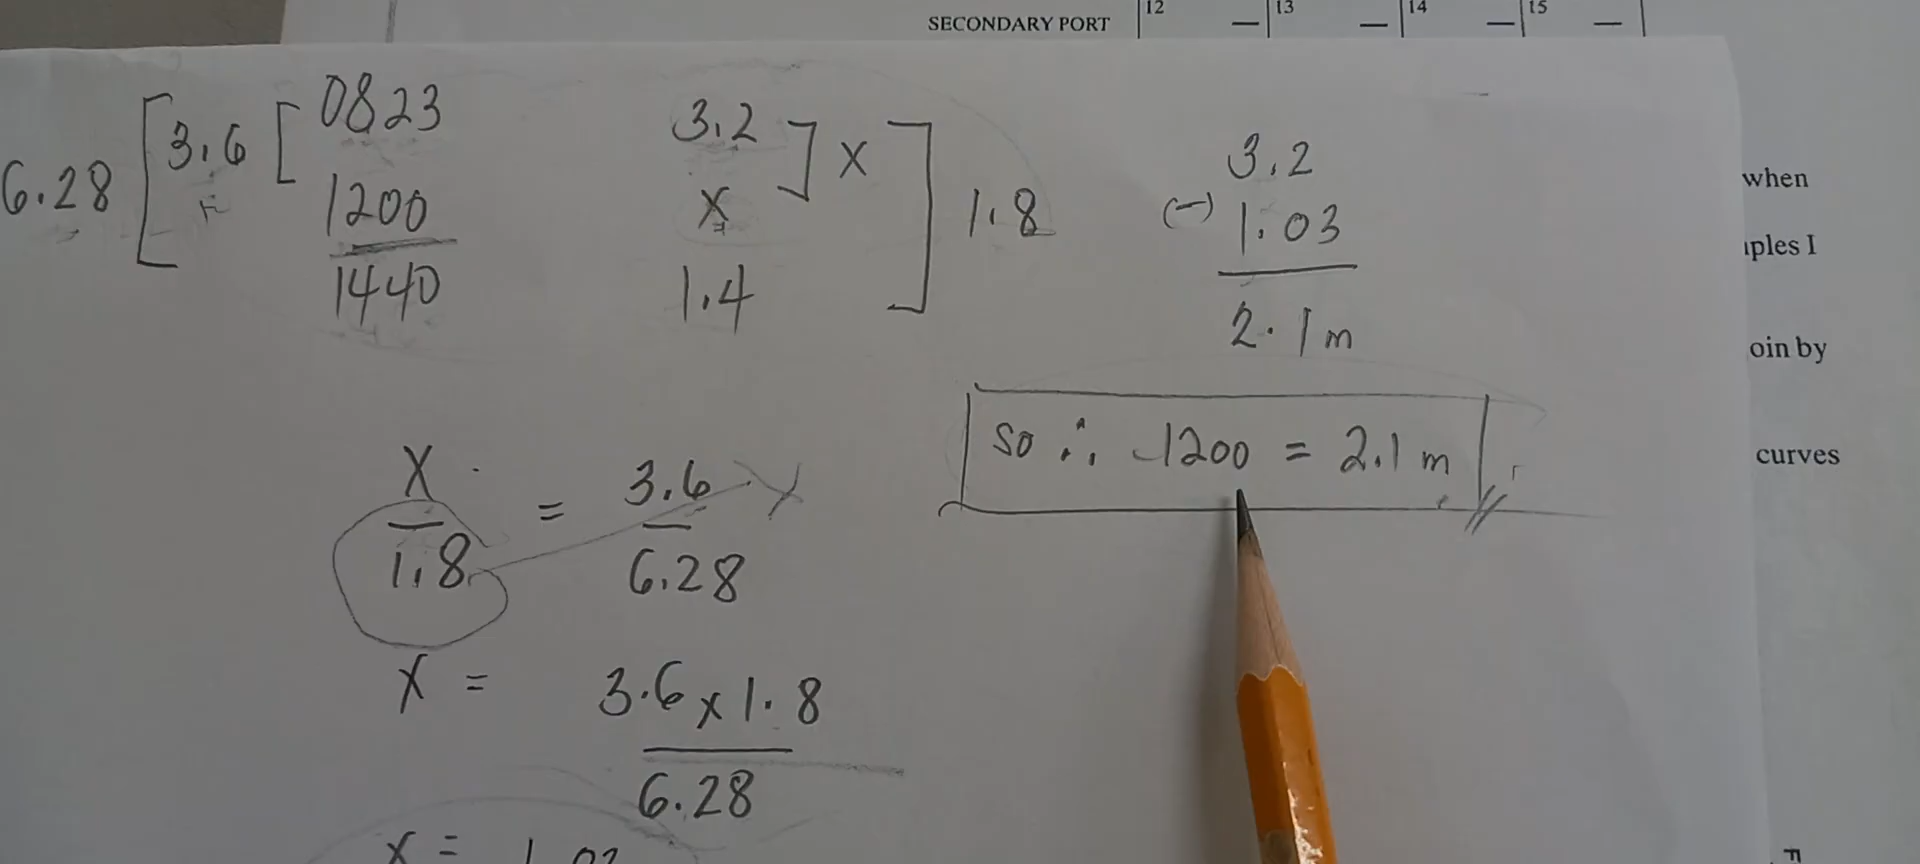 SECONDARY PORT 12 — 13 — 14 — 15 —
6.28 [ 3.6 [ 0823 3.2 ] X ] 1.8
1200 X
1440 1.4
3.2
(-) 1.03
2.1 m
so ∴ 1200 = 2.1 m
X / 1.8 = 3.6 / 6.28
X
X = 3.6 x 1.8 / 6.28
X =
when
oin by
curves